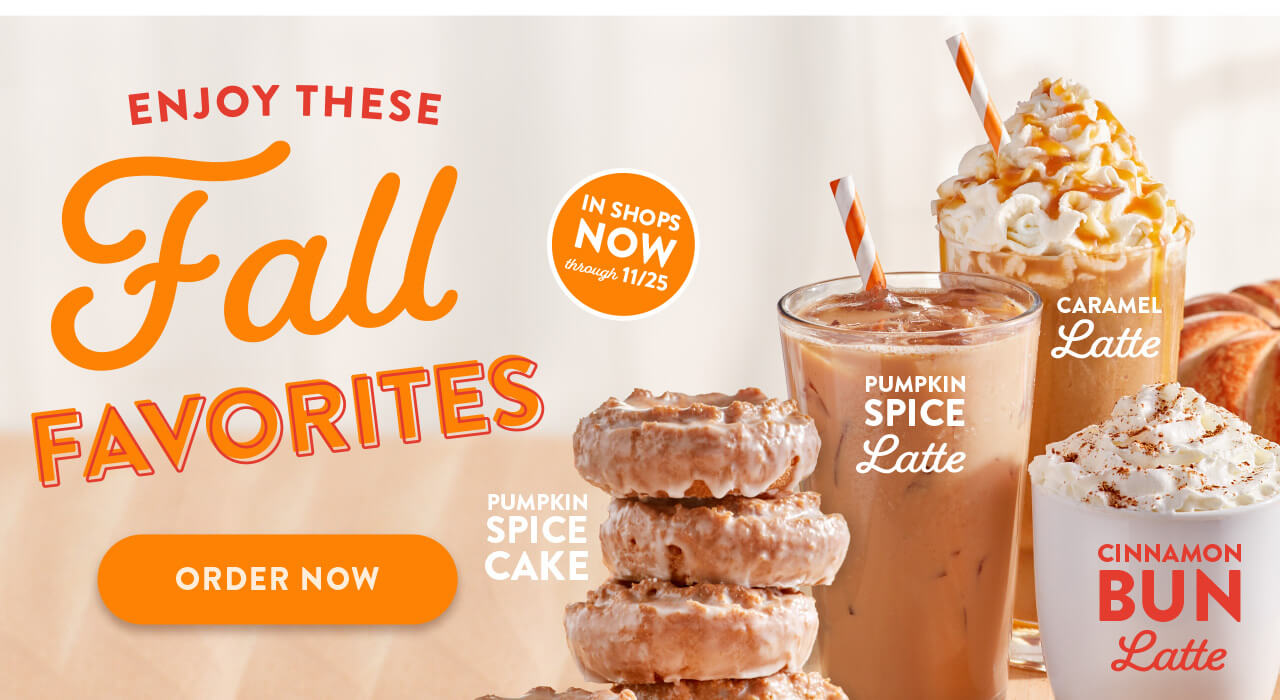 ENJOY THESE
Fall
FAVORITES
ORDER NOW
IN SHOPS
NOW
through 11/25
PUMPKIN
SPICE
CAKE
PUMPKIN
SPICE
Latte
CARAMEL
Latte
CINNAMON
BUN
Latte